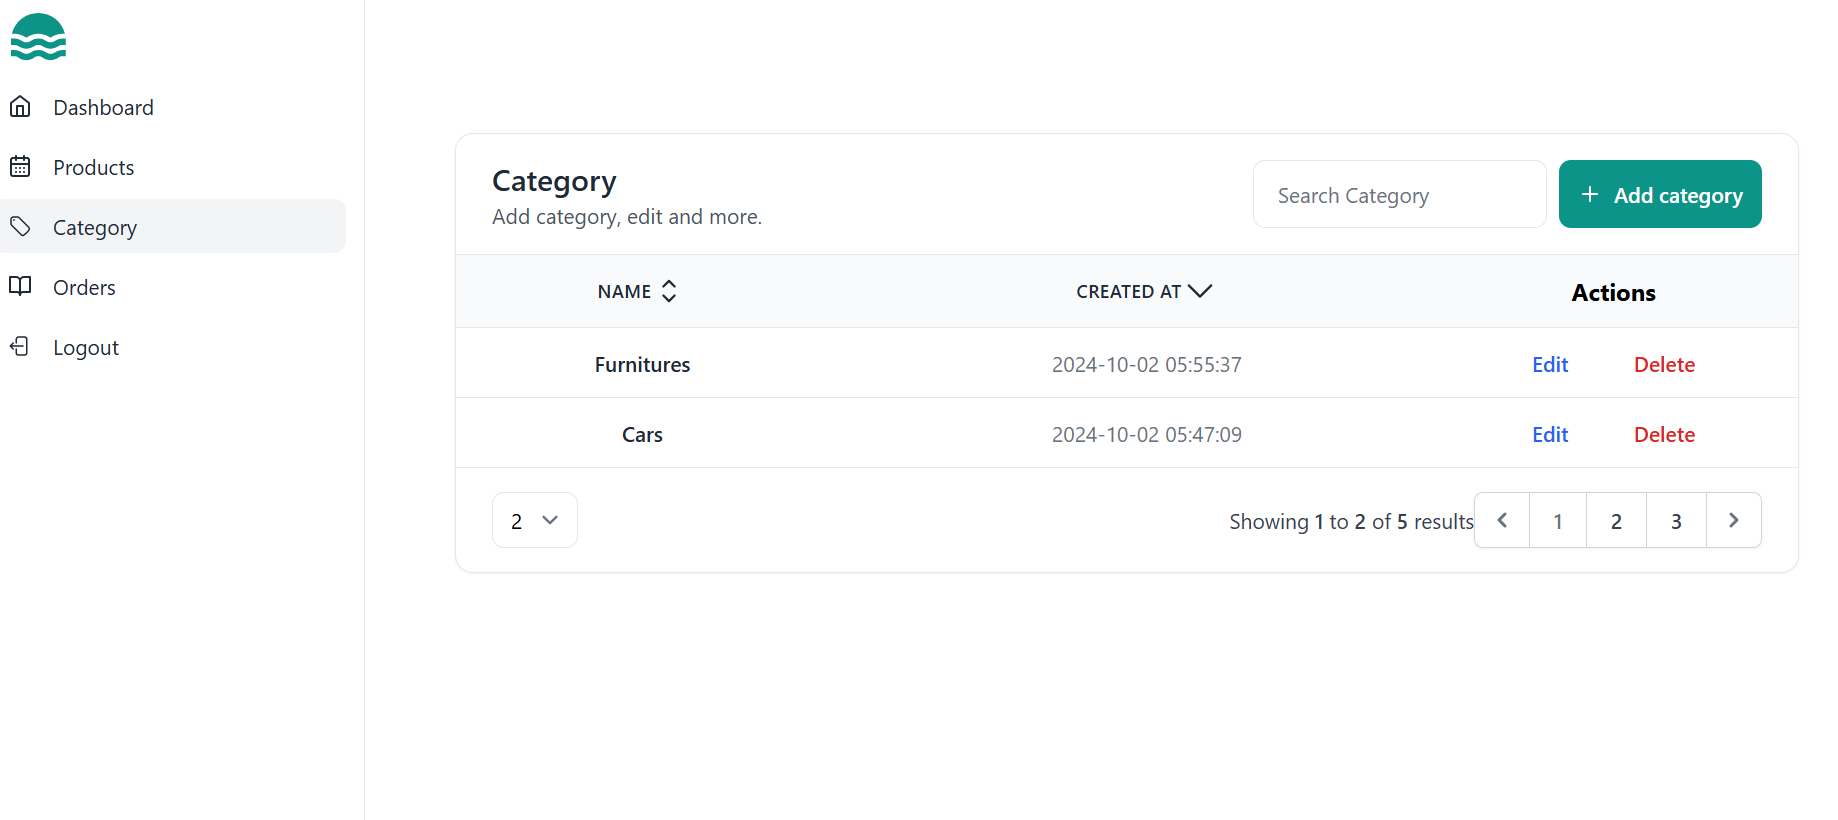 Dashboard
Products
Category
Orders
Logout
Category
Add category, edit and more.
Search Category
+ Add category
NAME CREATED AT Actions
Furnitures 2024-10-02 05:55:37 Edit Delete
Cars 2024-10-02 05:47:09 Edit Delete
2 Showing 1 to 2 of 5 results 1 2 3